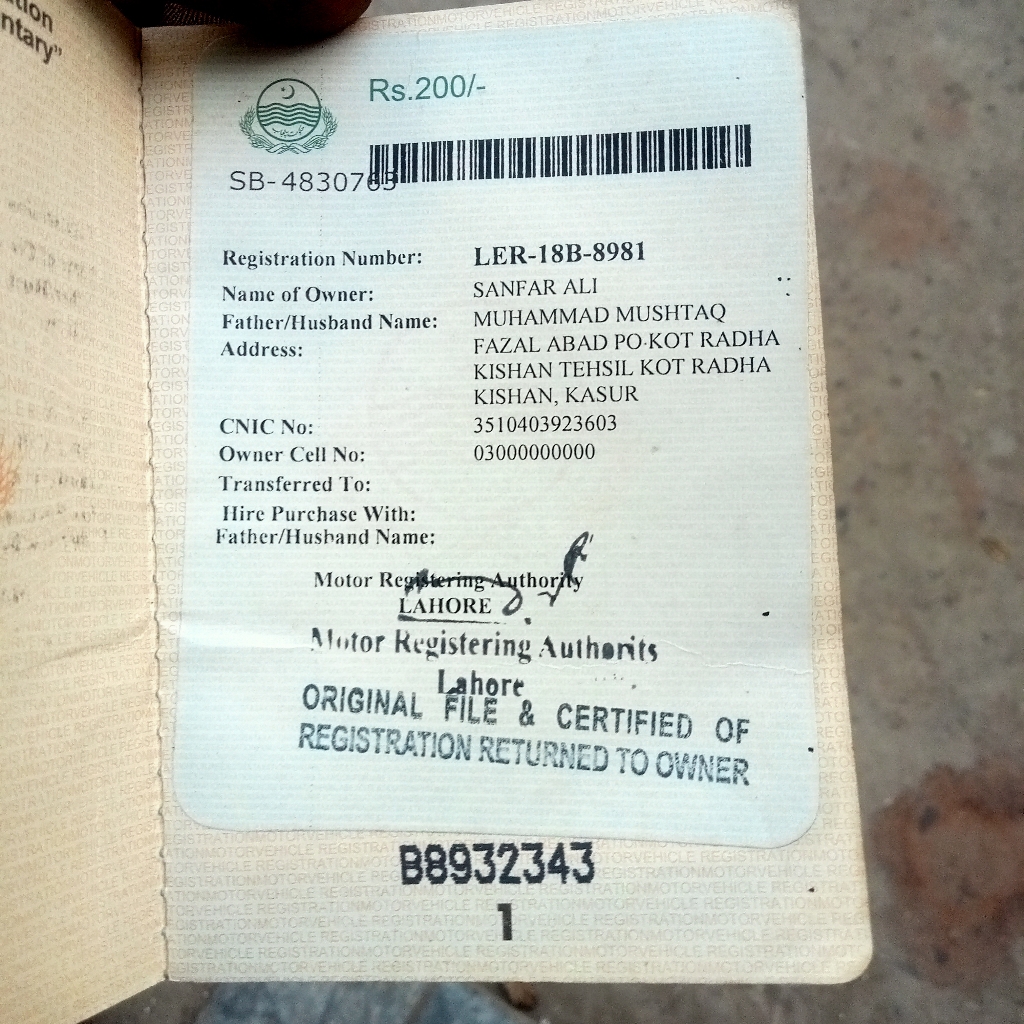 ntary"
Rs.200/-
SB-4830763
Registration Number: LER-18B-8981
Name of Owner: SANFAR ALI
Father/Husband Name: MUHAMMAD MUSHTAQ
Address: FAZAL ABAD PO KOT RADHA
KISHAN TEHSIL KOT RADHA
KISHAN, KASUR
CNIC No: 3510403923603
Owner Cell No: 03000000000
Transferred To:
Hire Purchase With:
Father/Husband Name:
Motor Registering Authority
LAHORE
Motor Registering Authorits
Lahore
ORIGINAL FILE & CERTIFIED OF
REGISTRATION RETURNED TO OWNER
B8932343
1